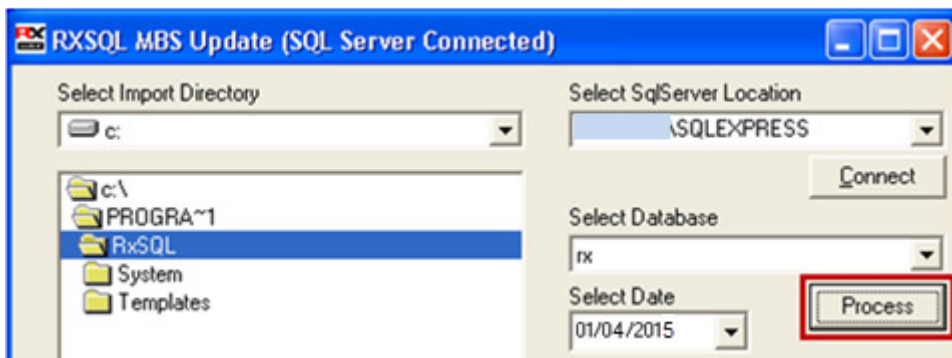 RX RXSQL MBS Update (SQL Server Connected)
Select Import Directory
c:
c:\
PROGRA~1
RxSQL
System
Templates
Select SqlServer Location
\SQLEXPRESS
Connect
Select Database
rx
Select Date
01/04/2015
Process